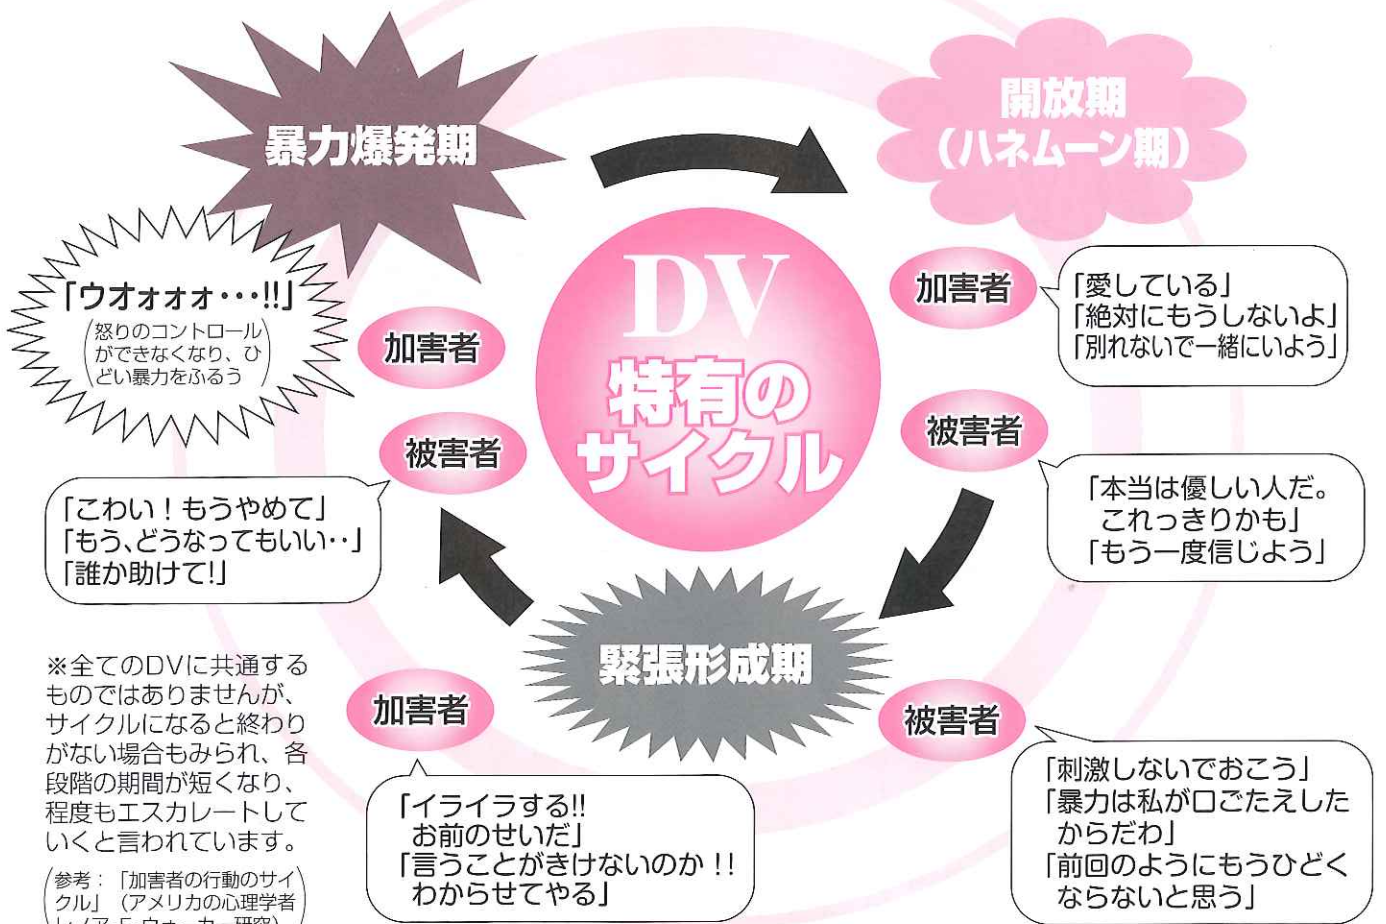 暴力爆発期
開放期
（ハネムーン期）
「ウオォォォ・・・!!」
怒りのコントロール
ができなくなり、ひ
どい暴力をふるう
加害者
被害者
「こわい！もうやめて」
「もう、どうなってもいい・・」
「誰か助けて!」
DV
特有の
サイクル
加害者
「愛している」
「絶対にもうしないよ」
「別れないで一緒にいよう」
被害者
「本当は優しい人だ。
これっきりかも」
「もう一度信じよう」
緊張形成期
加害者
「イライラする!!
お前のせいだ」
「言うことがきけないのか!!
わからせてやる」
被害者
「刺激しないでおこう」
「暴力は私が口ごたえした
からだわ」
「前回のようにもうひどく
ならないと思う」
※全てのDVに共通する
ものではありませんが、
サイクルになると終わり
がない場合もみられ、各
段階の期間が短くなり、
程度もエスカレートして
いくと言われています。
参考：「加害者の行動のサイ
クル」（アメリカの心理学者
レノア・E・ウォーカー研究）